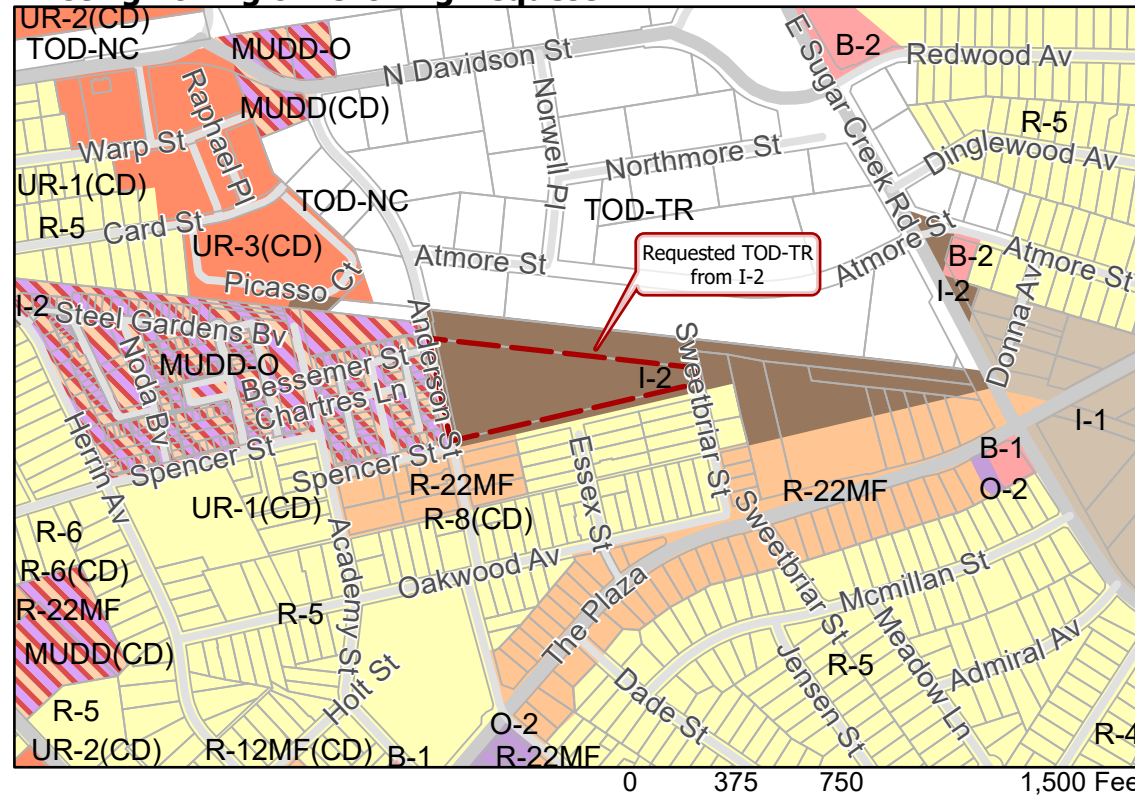 UR-2(CD)
TOD-NC
MUDD-O
N Davidson St
E Sugar Creek Rd
B-2
Redwood Av
MUDD(CD)
Raphael Pl
Norwell Pl
R-5
Warp St
Northmore St
Dinglewood Av
UR-1(CD)
TOD-NC
TOD-TR
R-5
Card St
UR-3(CD)
Atmore St
Requested TOD-TR
from I-2
Atmore St
B-2
Atmore St
Picasso Ct
I-2
I-2
Donna Av
Steel Gardens Bv
Anderson St
Noda Bv
MUDD-O
Bessemer St
I-2
Sweetbriar St
Chartres Ln
Herrin Av
Spencer St
Spencer St
I-1
B-1
UR-1(CD)
R-22MF
Essex St
R-22MF
O-2
R-8(CD)
R-6
Academy St
Sweetbriar St
R-6(CD)
Oakwood Av
Mcmillan St
R-22MF
R-5
The Plaza
Meadow Ln
MUDD(CD)
Admiral Av
R-5
Holt St
Jensen St
Dade St
R-5
O-2
R-4
UR-2(CD)
R-12MF(CD)
B-1
R-22MF
0 375 750 1,500 Fee